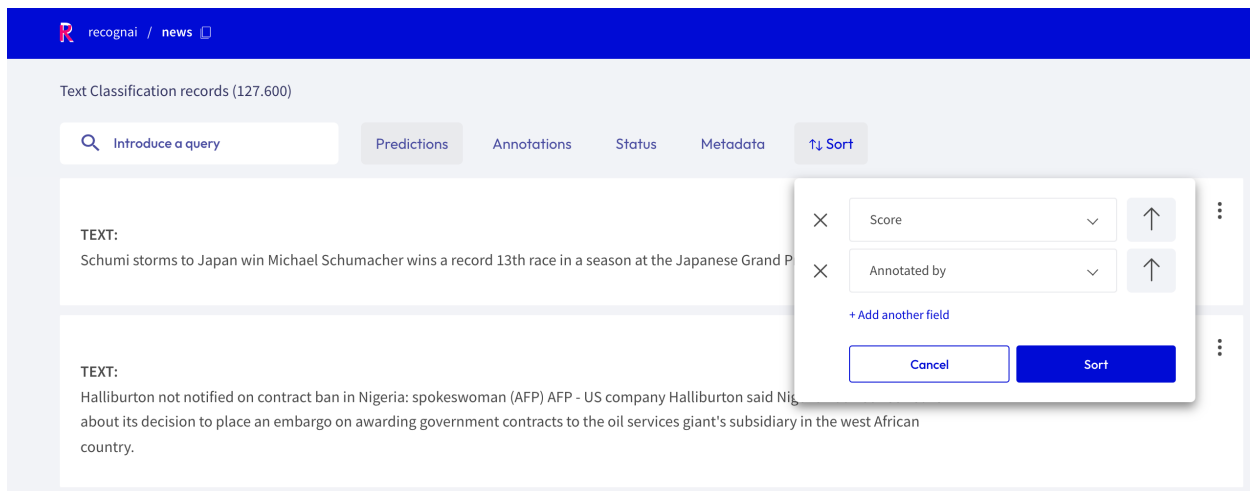 R recognai / news
Text Classification records (127.600)
Introduce a query
Predictions Annotations Status Metadata Sort
Score
Annotated by
+ Add another field
Cancel Sort
TEXT:
Schumi storms to Japan win Michael Schumacher wins a record 13th race in a season at the Japanese Grand P
TEXT:
Halliburton not notified on contract ban in Nigeria: spokeswoman (AFP) AFP - US company Halliburton said Nig
about its decision to place an embargo on awarding government contracts to the oil services giant's subsidiary in the west African
country.